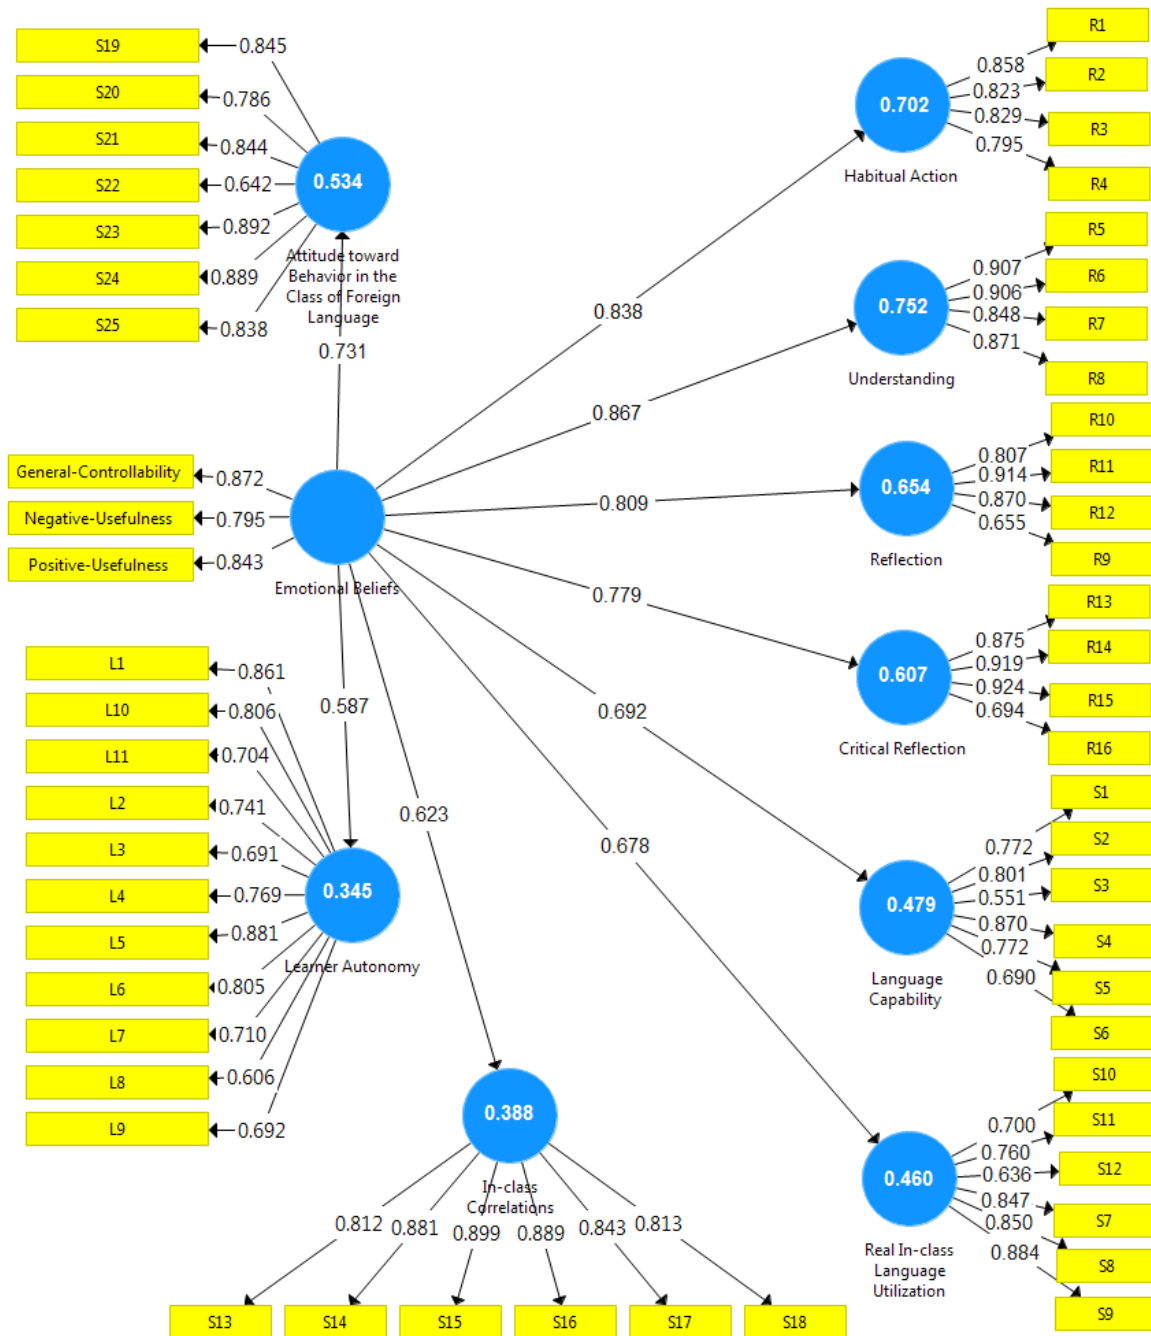 S19
0.845
S20
0.786
S21
0.844
S22
0.642
S23
0.892
S24
0.889
S25
0.838
0.534
Attitude toward
Behavior in the
Class of Foreign
Language
0.731
General-Controllability
0.872
Negative-Usefulness
0.795
Positive-Usefulness
0.843
Emotional Beliefs
L1
0.861
L10
0.806
L11
0.704
L2
0.741
L3
0.691
L4
0.769
L5
0.881
L6
0.805
L7
0.710
L8
0.606
L9
0.692
0.587
0.345
Learner Autonomy
0.623
0.388
In-class
Correlations
0.812
0.881
0.899
0.889
0.843
0.813
S13
S14
S15
S16
S17
S18
0.838
0.702
Habitual Action
0.858
R1
0.823
R2
0.829
R3
0.795
R4
0.867
0.752
Understanding
0.907
R5
0.906
R6
0.848
R7
0.871
R8
0.809
0.654
Reflection
0.807
R10
0.914
R11
0.870
R12
0.655
R9
0.779
0.607
Critical Reflection
0.875
R13
0.919
R14
0.924
R15
0.694
R16
0.692
0.479
Language
Capability
0.772
S1
0.801
S2
0.551
S3
0.870
S4
0.772
S5
0.690
S6
0.678
0.460
Real In-class
Language
Utilization
0.700
S10
0.760
S11
0.636
S12
0.847
S7
0.850
S8
0.884
S9